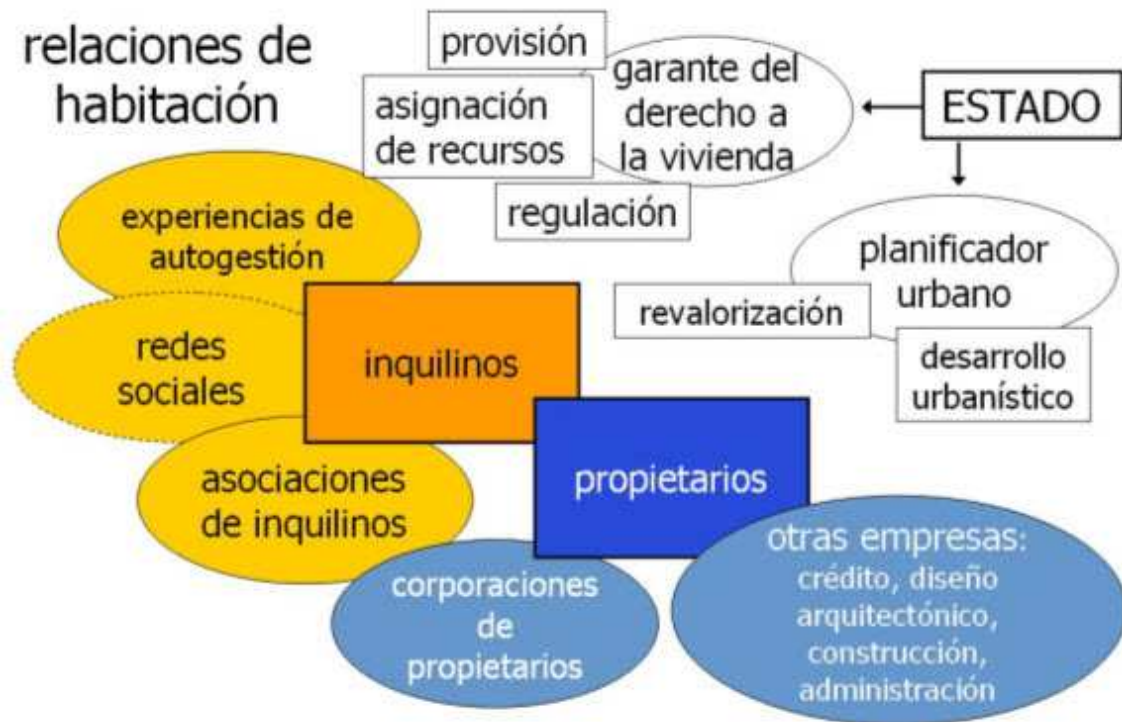 relaciones de
habitación
provisión
asignación
de recursos
regulación
garante del
derecho a
la vivienda
ESTADO
planificador
urbano
revalorización
desarrollo
urbanístico
experiencias de
autogestión
redes
sociales
inquilinos
asociaciones
de inquilinos
propietarios
corporaciones
de
propietarios
otras empresas:
crédito, diseño
arquitectónico,
construcción,
administración